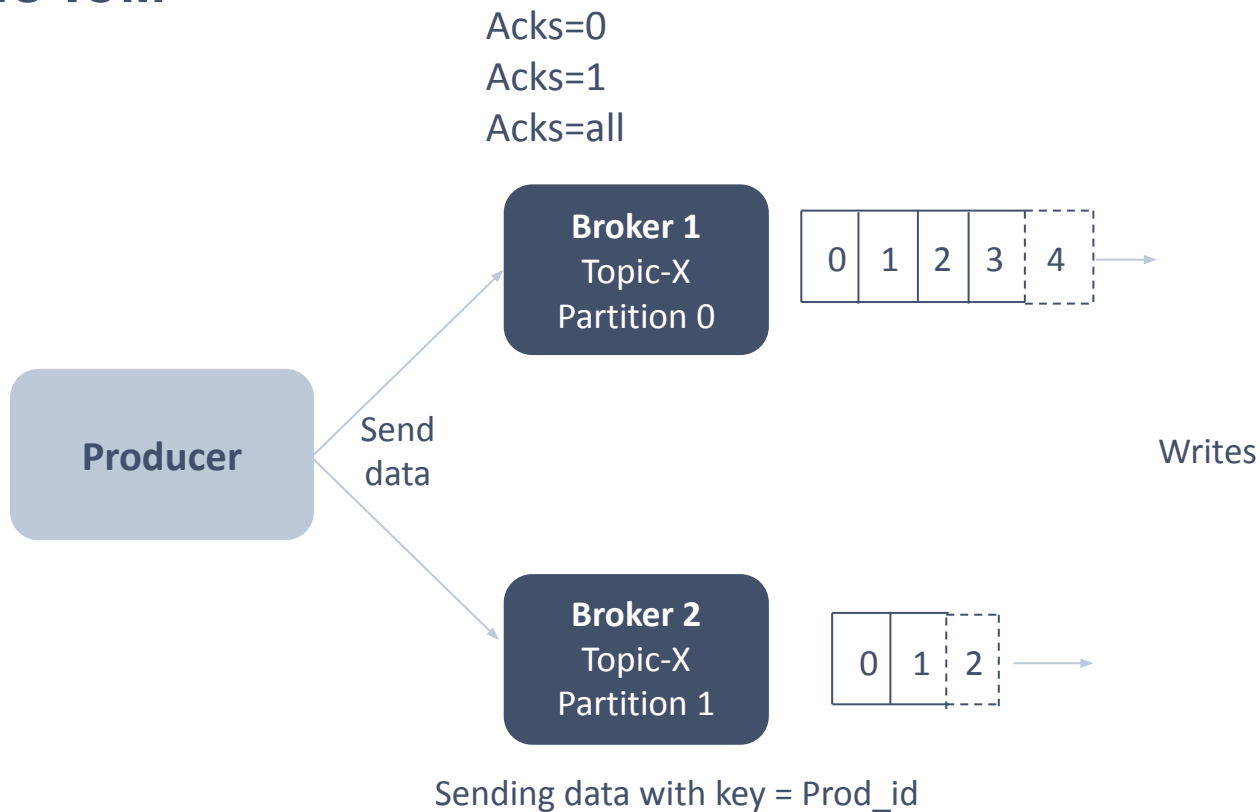 Acks=0
Acks=1
Acks=all
Broker 1
Topic-X
Partition 0
0 1 2 3 4
Producer
Send
data
Writes
Broker 2
Topic-X
Partition 1
0 1 2
Sending data with key = Prod_id